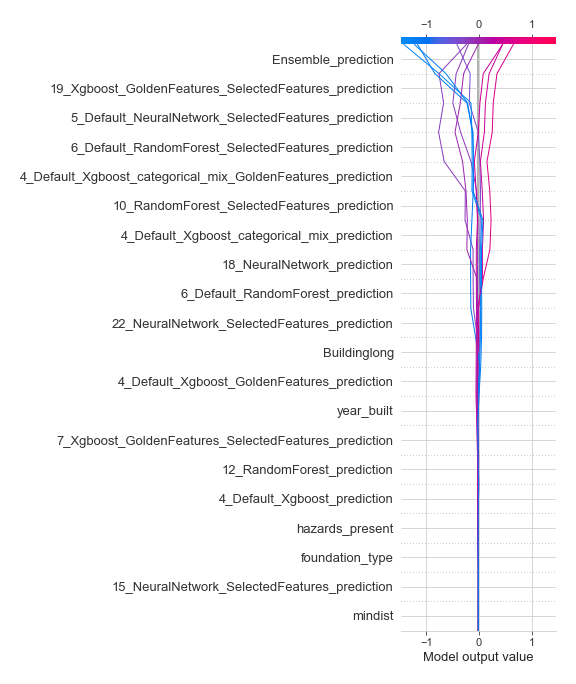 −1 0 1
Ensemble_prediction
19_Xgboost_GoldenFeatures_SelectedFeatures_prediction
5_Default_NeuralNetwork_SelectedFeatures_prediction
6_Default_RandomForest_SelectedFeatures_prediction
4_Default_Xgboost_categorical_mix_GoldenFeatures_prediction
10_RandomForest_SelectedFeatures_prediction
4_Default_Xgboost_categorical_mix_prediction
18_NeuralNetwork_prediction
6_Default_RandomForest_prediction
22_NeuralNetwork_SelectedFeatures_prediction
Buildinglong
4_Default_Xgboost_GoldenFeatures_prediction
year_built
7_Xgboost_GoldenFeatures_SelectedFeatures_prediction
12_RandomForest_prediction
4_Default_Xgboost_prediction
hazards_present
foundation_type
15_NeuralNetwork_SelectedFeatures_prediction
mindist
−1 0 1
Model output value